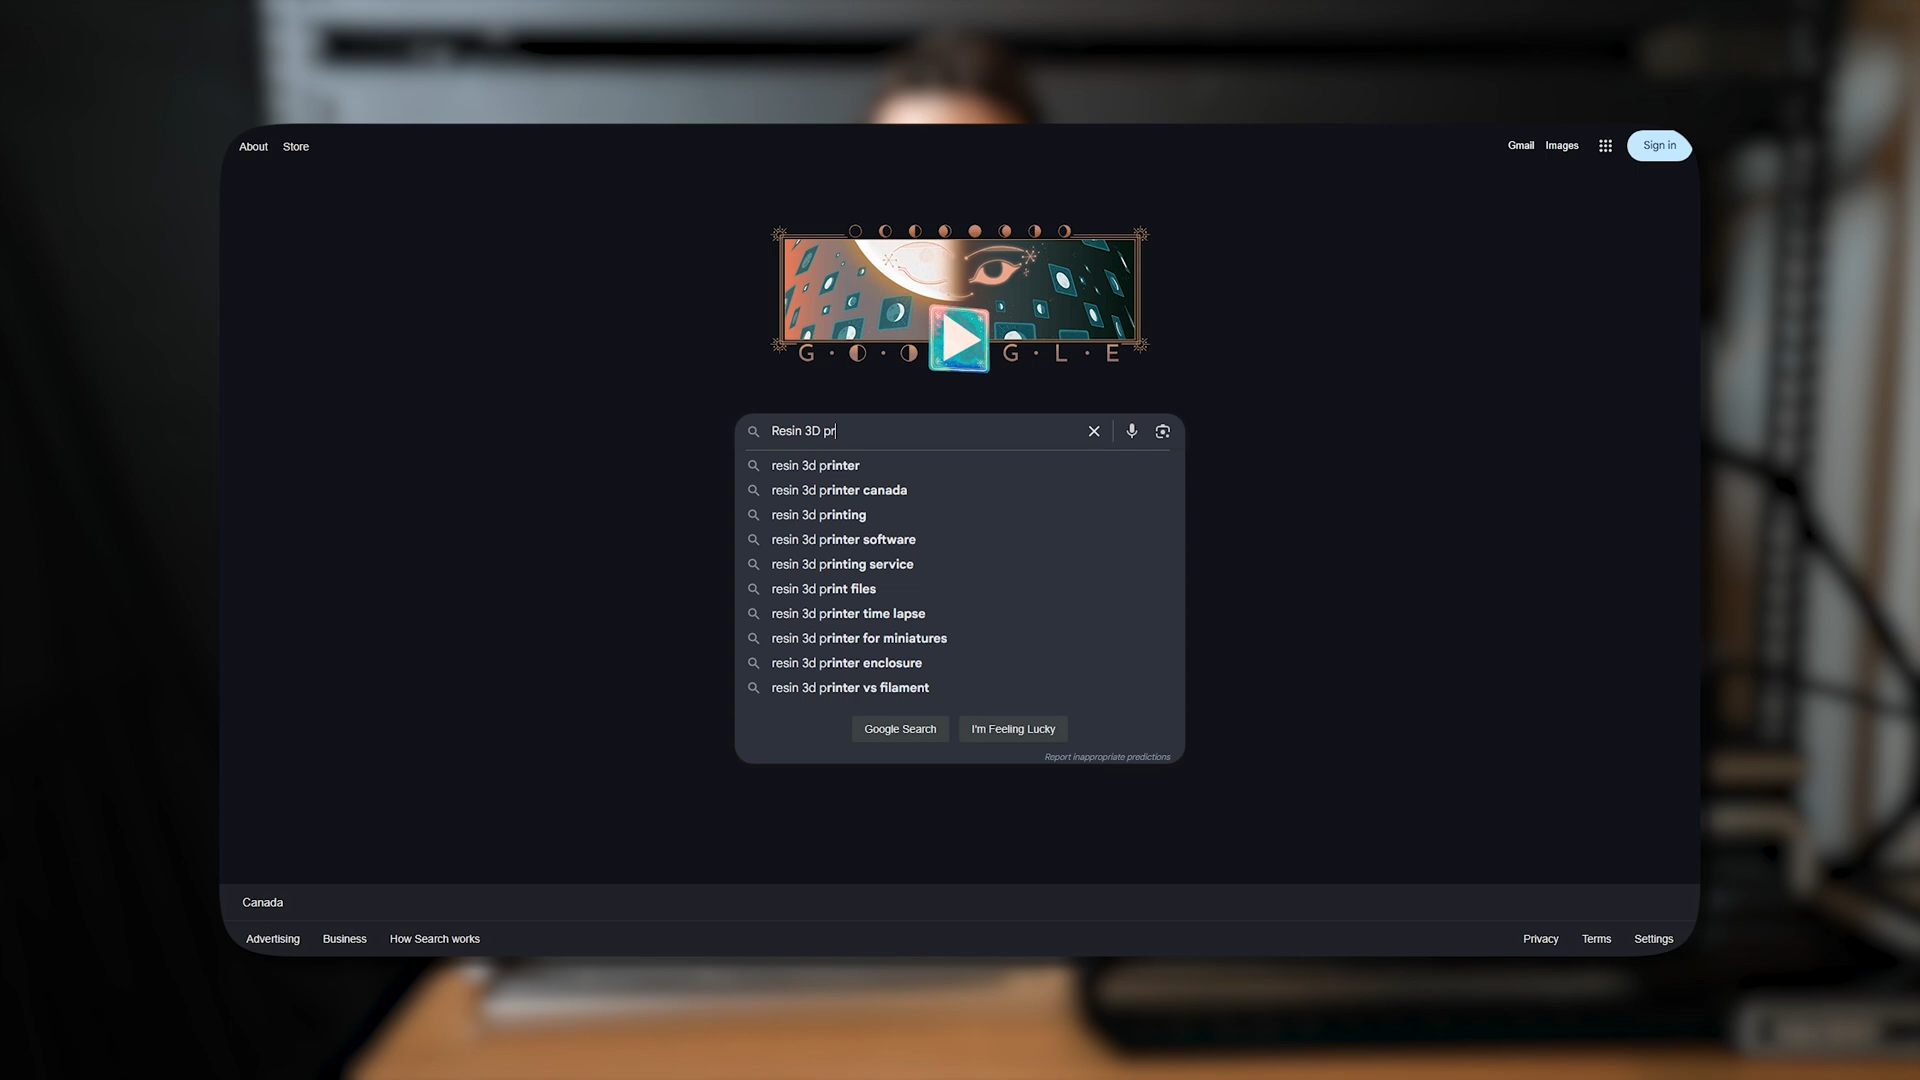 About Store
Gmail Images Sign in
G · · G · L · E
Resin 3D pr
resin 3d printer
resin 3d printer canada
resin 3d printing
resin 3d printer software
resin 3d printing service
resin 3d print files
resin 3d printer time lapse
resin 3d printer for miniatures
resin 3d printer enclosure
resin 3d printer vs filament
Google Search I'm Feeling Lucky
Report inappropriate predictions
Canada
Advertising Business How Search works
Privacy Terms Settings